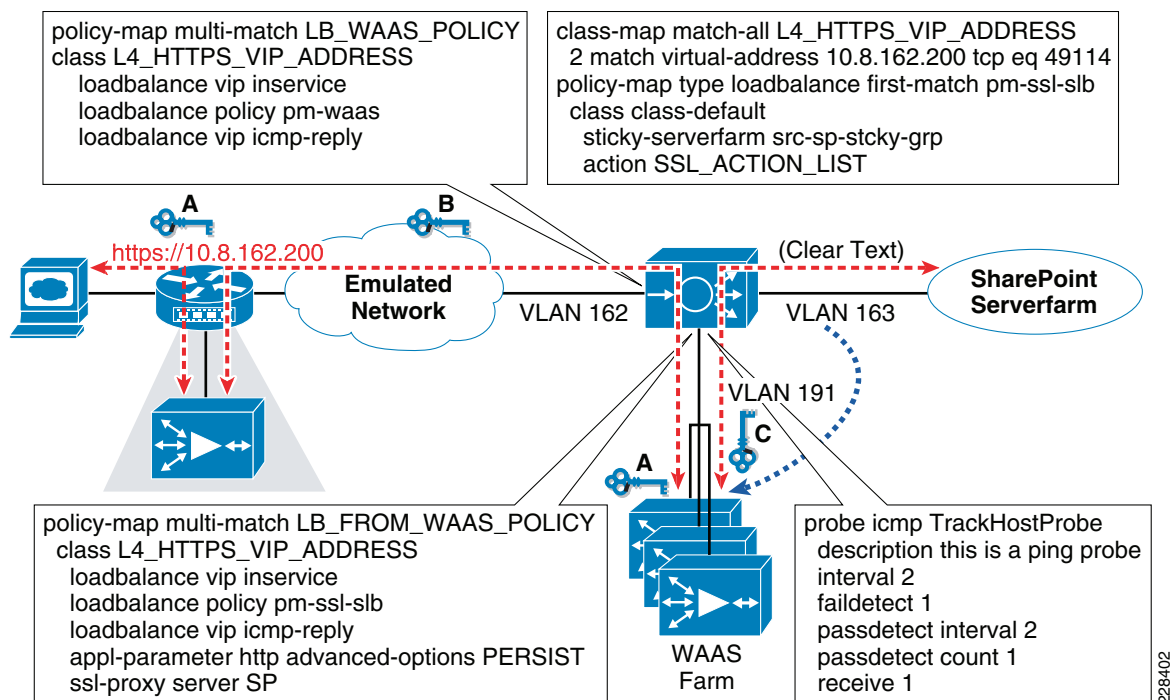 policy-map multi-match LB_WAAS_POLICY
class L4_HTTPS_VIP_ADDRESS
loadbalance vip inservice
loadbalance policy pm-waas
loadbalance vip icmp-reply
class-map match-all L4_HTTPS_VIP_ADDRESS
2 match virtual-address 10.8.162.200 tcp eq 49114
policy-map type loadbalance first-match pm-ssl-slb
class class-default
sticky-serverfarm src-sp-stcky-grp
action SSL_ACTION_LIST
A
B
https://10.8.162.200
(Clear Text)
Emulated
Network
VLAN 162
VLAN 163
SharePoint
Serverfarm
VLAN 191
C
A
policy-map multi-match LB_FROM_WAAS_POLICY
class L4_HTTPS_VIP_ADDRESS
loadbalance vip inservice
loadbalance policy pm-ssl-slb
loadbalance vip icmp-reply
appl-parameter http advanced-options PERSIST
ssl-proxy server SP
WAAS
Farm
probe icmp TrackHostProbe
description this is a ping probe
interval 2
faildetect 1
passdetect interval 2
passdetect count 1
receive 1
228402